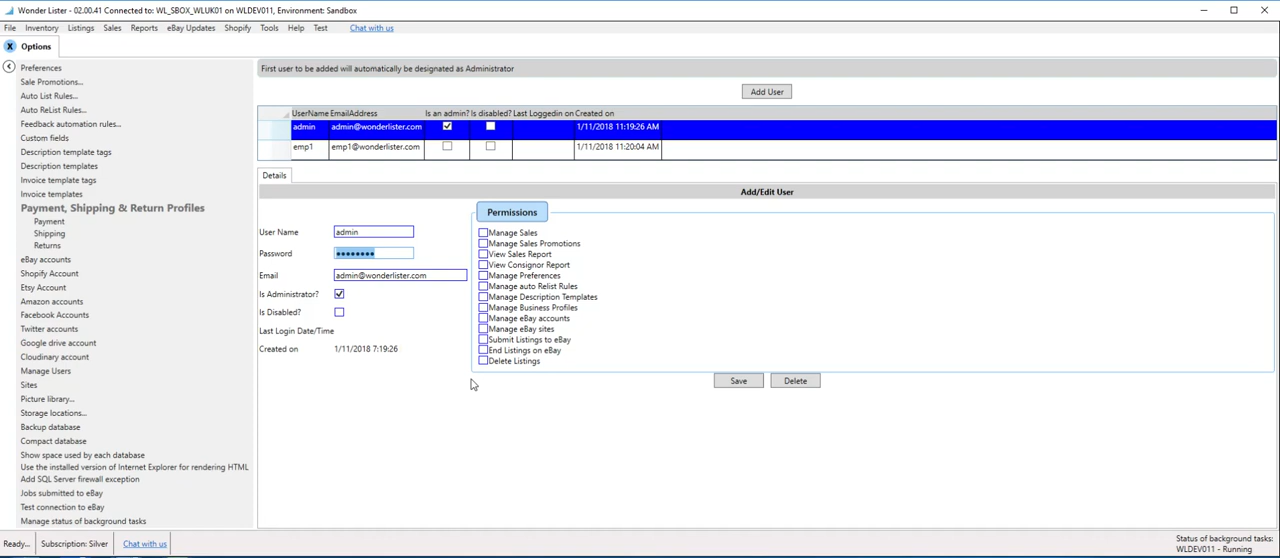 Wonder Lister - 02.00.41 Connected to: WL_SBOX_WLUK01 on WLDEV011, Environment: Sandbox
File Inventory Listings Sales Reports eBay Updates Shopify Tools Help Test Chat with us
X Options
Preferences
Sale Promotions...
Auto List Rules...
Auto ReList Rules...
Feedback automation rules...
Custom fields
Description template tags
Description templates
Invoice template tags
Invoice templates
Payment, Shipping & Return Profiles
Payment
Shipping
Returns
eBay accounts
Shopify Account
Etsy Account
Amazon accounts
Facebook Accounts
Twitter accounts
Google drive account
Cloudinary account
Manage Users
Sites
Picture library...
Storage locations...
Backup database
Compact database
Show space used by each database
Use the installed version of Internet Explorer for rendering HTML
Add SQL Server firewall exception
Jobs submitted to eBay
Test connection to eBay
Manage status of background tasks
First user to be added will automatically be designated as Administrator
Add User
UserName EmailAddress Is an admin? Is disabled? Last Loggedin on Created on
admin admin@wonderlister.com 1/11/2018 11:19:26 AM
emp1 emp1@wonderlister.com 1/11/2018 11:20:04 AM
Details
Add/Edit User
User Name admin
Password ••••••••
Email admin@wonderlister.com
Is Administrator?
Is Disabled?
Last Login Date/Time
Created on 1/11/2018 7:19:26
Permissions
Manage Sales
Manage Sales Promotions
View Sales Report
View Consignor Report
Manage Preferences
Manage auto Relist Rules
Manage Description Templates
Manage Business Profiles
Manage eBay accounts
Manage eBay sites
Submit Listings to eBay
End Listings on eBay
Delete Listings
Save Delete
Ready... Subscription: Silver Chat with us
Status of background tasks:
WLDEV011 - Running